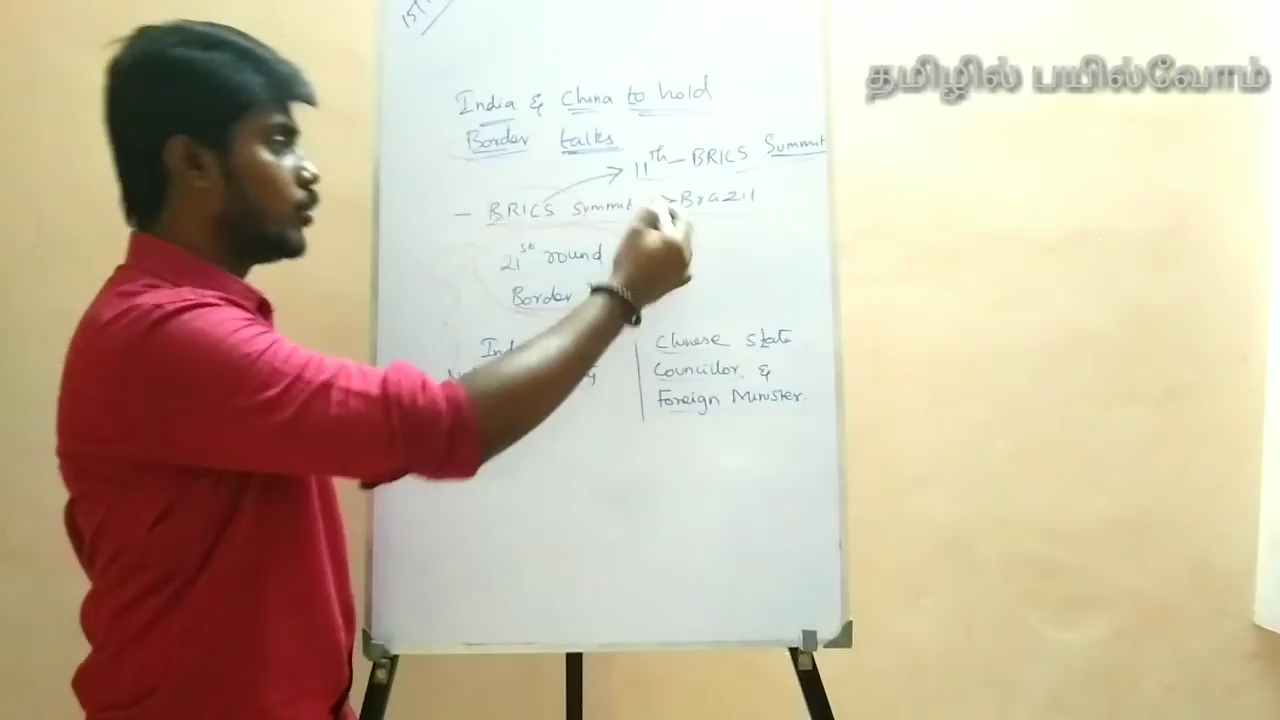 தமிழில் பயில்வோம்
1st
India & China to hold
Border talks
11th - BRICS Summit
- BRICS Summit
Brazil
21st round
Border
Chinese state
Councillor &
Foreign Minister.